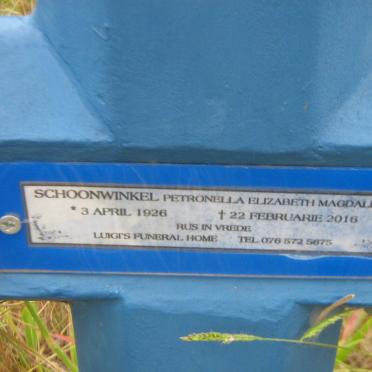 SCHOONWINKEL PETRONELLA ELIZABETH MAGDAL
* 3 APRIL 1926 † 22 FEBRUARIE 2016
RUS IN VREDE
LUIGI'S FUNERAL HOME TEL 076 572 5675